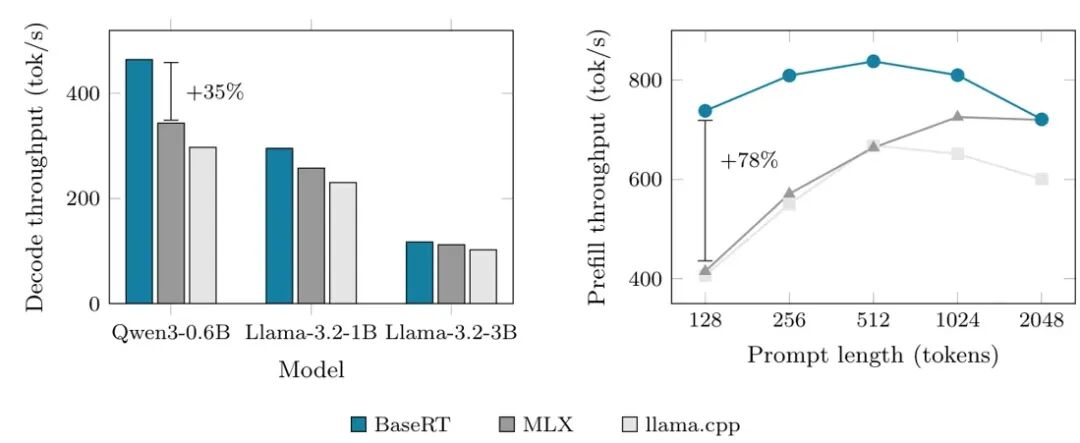 Decode throughput (tok/s)
400
200
0
+35%
Qwen3-0.6B Llama-3.2-1B Llama-3.2-3B
Model
Prefill throughput (tok/s)
800
600
400
+78%
128 256 512 1024 2048
Prompt length (tokens)
BaseRT MLX llama.cpp